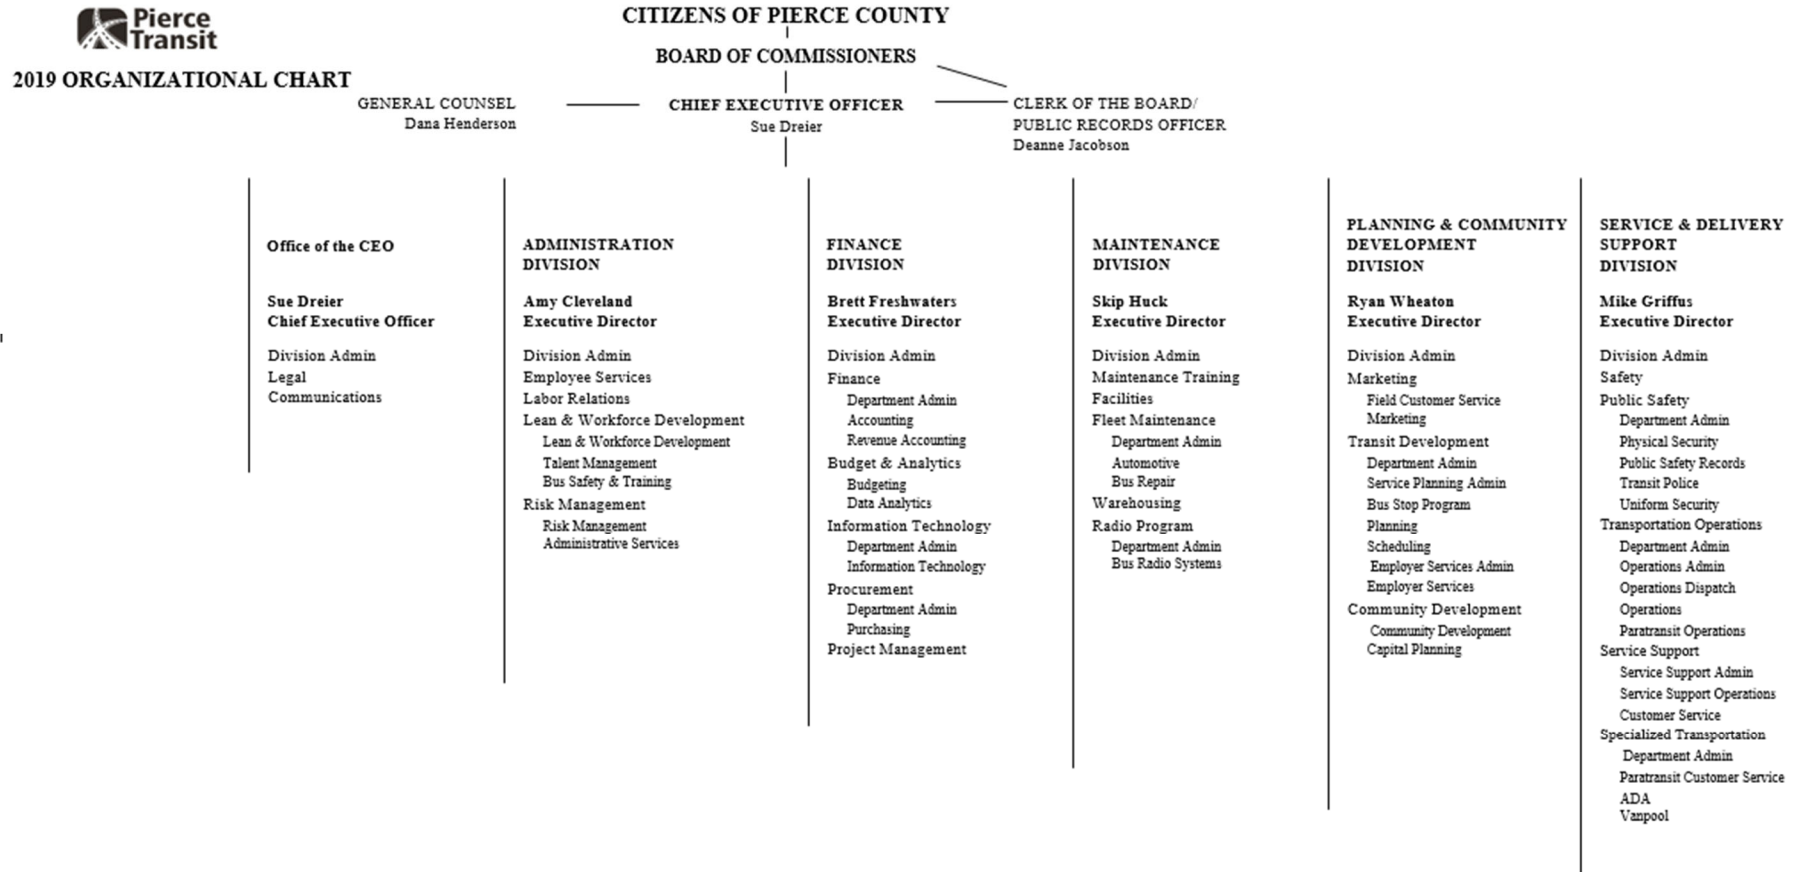 Pierce
Transit
2019 ORGANIZATIONAL CHART
CITIZENS OF PIERCE COUNTY
BOARD OF COMMISSIONERS
GENERAL COUNSEL
Dana Henderson
CHIEF EXECUTIVE OFFICER
Sue Dreier
CLERK OF THE BOARD/
PUBLIC RECORDS OFFICER
Deanne Jacobson
Office of the CEO
Sue Dreier
Chief Executive Officer
Division Admin
Legal
Communications
ADMINISTRATION
DIVISION
Amy Cleveland
Executive Director
Division Admin
Employee Services
Labor Relations
Lean & Workforce Development
Lean & Workforce Development
Talent Management
Bus Safety & Training
Risk Management
Risk Management
Administrative Services
FINANCE
DIVISION
Brett Freshwaters
Executive Director
Division Admin
Finance
Department Admin
Accounting
Revenue Accounting
Budget & Analytics
Budgeting
Data Analytics
Information Technology
Department Admin
Information Technology
Procurement
Department Admin
Purchasing
Project Management
MAINTENANCE
DIVISION
Skip Huck
Executive Director
Division Admin
Maintenance Training
Facilities
Fleet Maintenance
Department Admin
Automotive
Bus Repair
Warehousing
Radio Program
Department Admin
Bus Radio Systems
PLANNING & COMMUNITY
DEVELOPMENT
DIVISION
Ryan Wheaton
Executive Director
Division Admin
Marketing
Field Customer Service
Marketing
Transit Development
Department Admin
Service Planning Admin
Bus Stop Program
Planning
Scheduling
Employer Services Admin
Employer Services
Community Development
Community Development
Capital Planning
SERVICE & DELIVERY
SUPPORT
DIVISION
Mike Griffus
Executive Director
Division Admin
Safety
Public Safety
Department Admin
Physical Security
Public Safety Records
Transit Police
Uniform Security
Transportation Operations
Department Admin
Operations Admin
Operations Dispatch
Operations
Paratransit Operations
Service Support
Service Support Admin
Service Support Operations
Customer Service
Specialized Transportation
Department Admin
Paratransit Customer Service
ADA
Vanpool